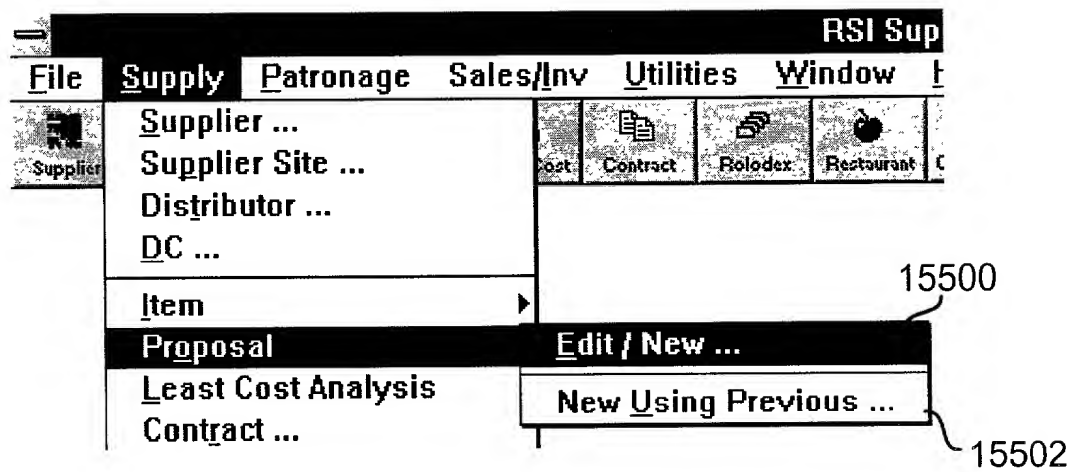 RSI Sup
File Supply Patronage Sales/Inv Utilities Window H
Supplier Cost Contract Rolodex Restaurant C
Supplier ...
Supplier Site ...
Distributor ...
DC ...
15500
Item
Proposal Edit / New ...
Least Cost Analysis New Using Previous ...
Contract ...
15502